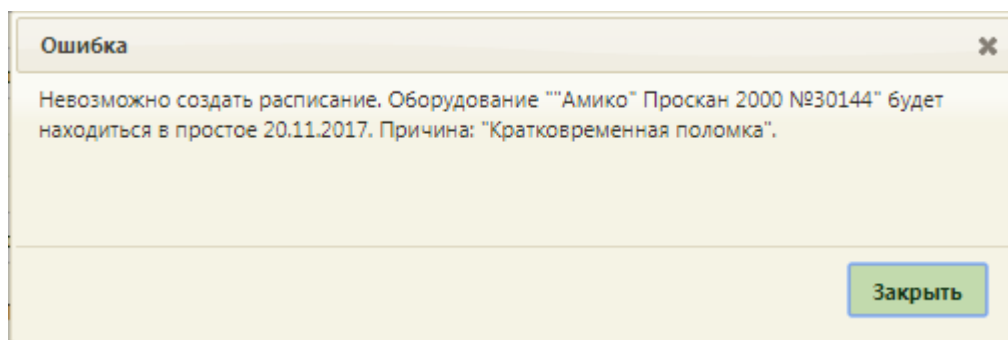 Ошибка
Невозможно создать расписание. Оборудование ""Амико" Проскан 2000 №30144" будет
находиться в простое 20.11.2017. Причина: "Кратковременная поломка".
Закрыть